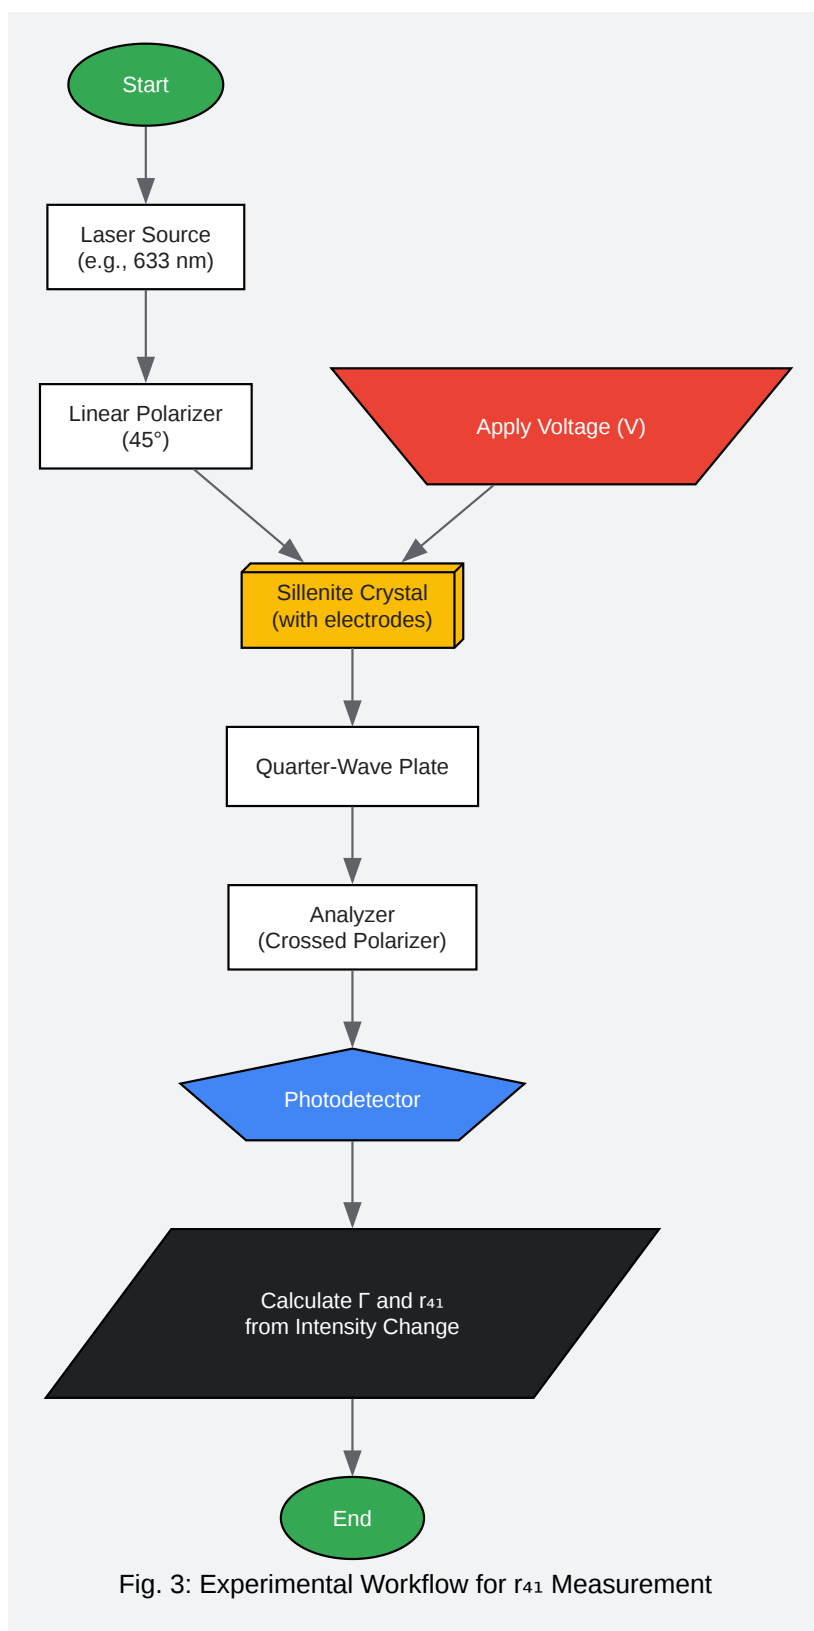 Start
Laser Source
(e.g., 633 nm)
Linear Polarizer
(45°)
Apply Voltage (V)
Sillenite Crystal
(with electrodes)
Quarter-Wave Plate
Analyzer
(Crossed Polarizer)
Photodetector
Calculate Γ and r₄₁
from Intensity Change
End
Fig. 3: Experimental Workflow for r₄₁ Measurement